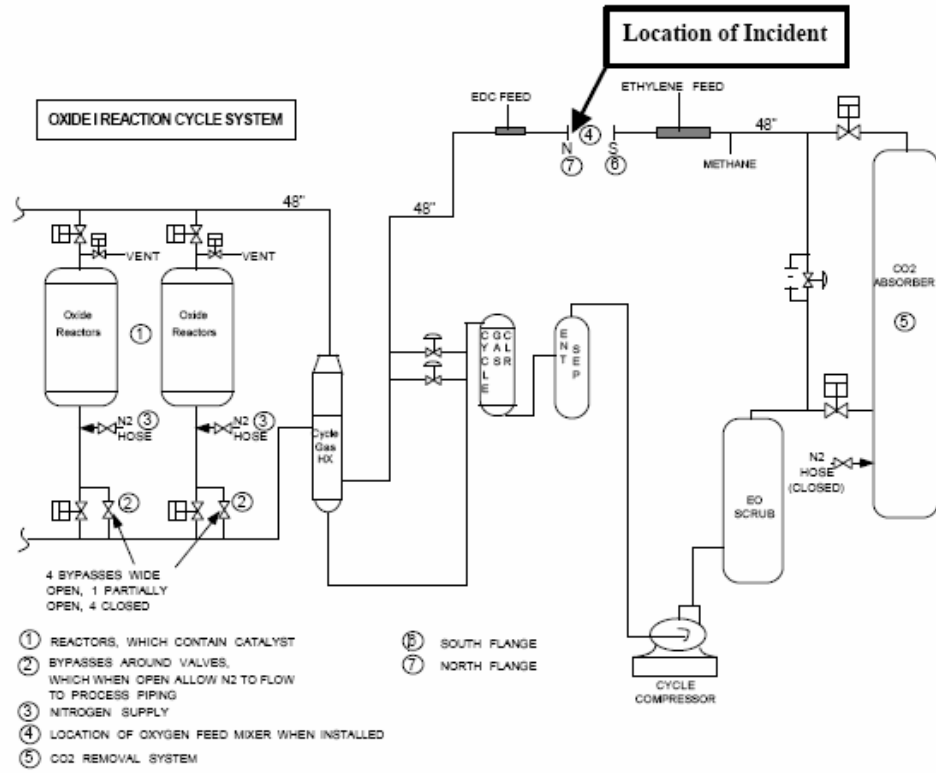 Location of Incident
OXIDE I REACTION CYCLE SYSTEM
EDC FEED
ETHYLENE FEED
4
N
7
S
6
48"
METHANE
48"
48"
VENT
VENT
Oxide
Reactors
1
Oxide
Reactors
CO2
ABSORBER
5
CYCLE
GAS
CLR
ENT
SEP
N2
HOSE
3
N2
HOSE
3
Cycle
Gas
HX
N2
HOSE
(CLOSED)
EO
SCRUB
2
2
4 BYPASSES WIDE
OPEN, 1 PARTIALLY
OPEN, 4 CLOSED
CYCLE
COMPRESSOR
1 REACTORS, WHICH CONTAIN CATALYST
2 BYPASSES AROUND VALVES,
WHICH WHEN OPEN ALLOW N2 TO FLOW
TO PROCESS PIPING
3 NITROGEN SUPPLY
4 LOCATION OF OXYGEN FEED MIXER WHEN INSTALLED
5 CO2 REMOVAL SYSTEM
6 SOUTH FLANGE
7 NORTH FLANGE